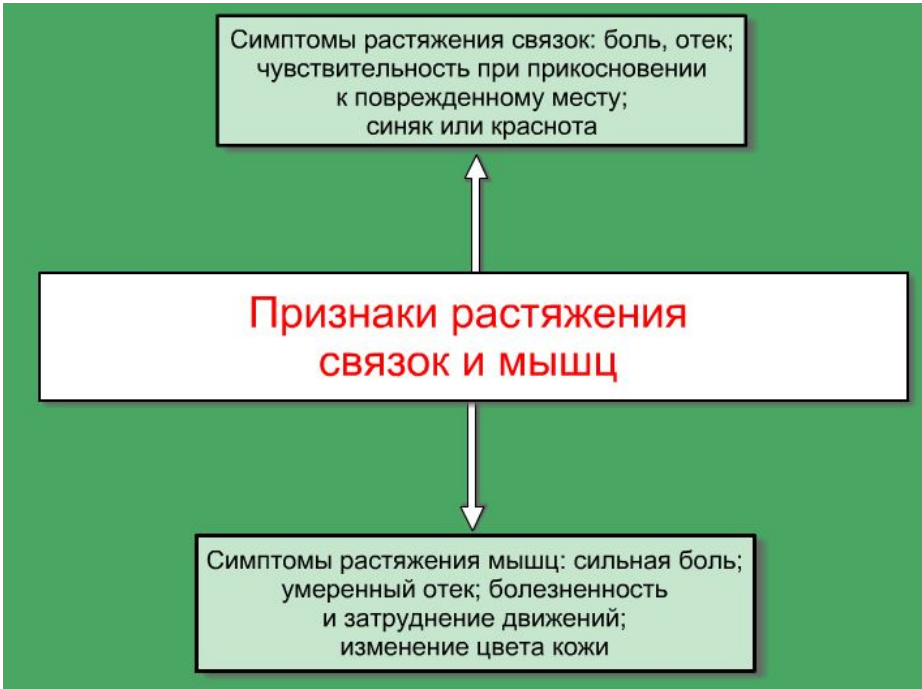 Симптомы растяжения связок: боль, отек;
чувствительность при прикосновении
к поврежденному месту;
синяк или краснота
Признаки растяжения
связок и мышц
Симптомы растяжения мышц: сильная боль;
умеренный отек; болезненность
и затруднение движений;
изменение цвета кожи